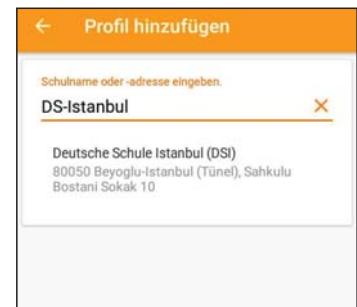 Profil hinzufügen
Schulname oder -adresse eingeben.
DS-Istanbul
Deutsche Schule Istanbul (DSI)
80050 Beyoglu-Istanbul (Tünel), Sahkulu
Bostani Sokak 10